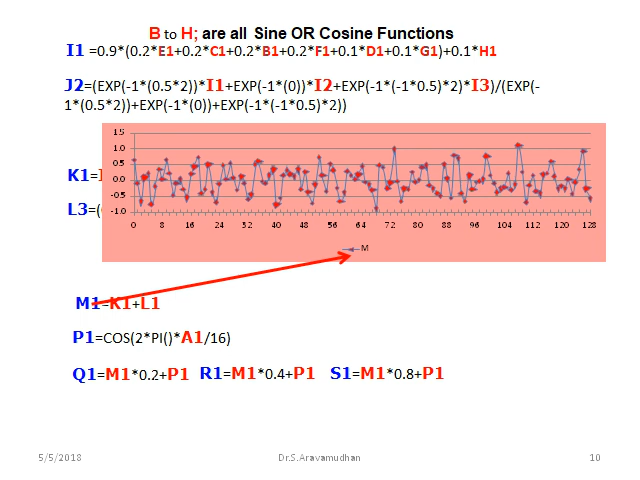 B to H; are all Sine OR Cosine Functions
I1 =0.9*(0.2*E1+0.2*C1+0.2*B1+0.2*F1+0.1*D1+0.1*G1)+0.1*H1
J2=(EXP(-1*(0.5*2))*I1+EXP(-1*(0))*I2+EXP(-1*(-1*0.5)*2)*I3)/(EXP(-
1*(0.5*2))+EXP(-1*(0))+EXP(-1*(-1*0.5)*2))
1.5
1.0
0.5
0.0
-0.5
-1.0
0 8 16 24 32 40 48 56 64 72 80 88 96 104 112 120 128
M
K1=
L3=(
M1=K1+L1
P1=COS(2*PI()*A1/16)
Q1=M1*0.2+P1 R1=M1*0.4+P1 S1=M1*0.8+P1
5/5/2018 Dr.S.Aravamudhan 10